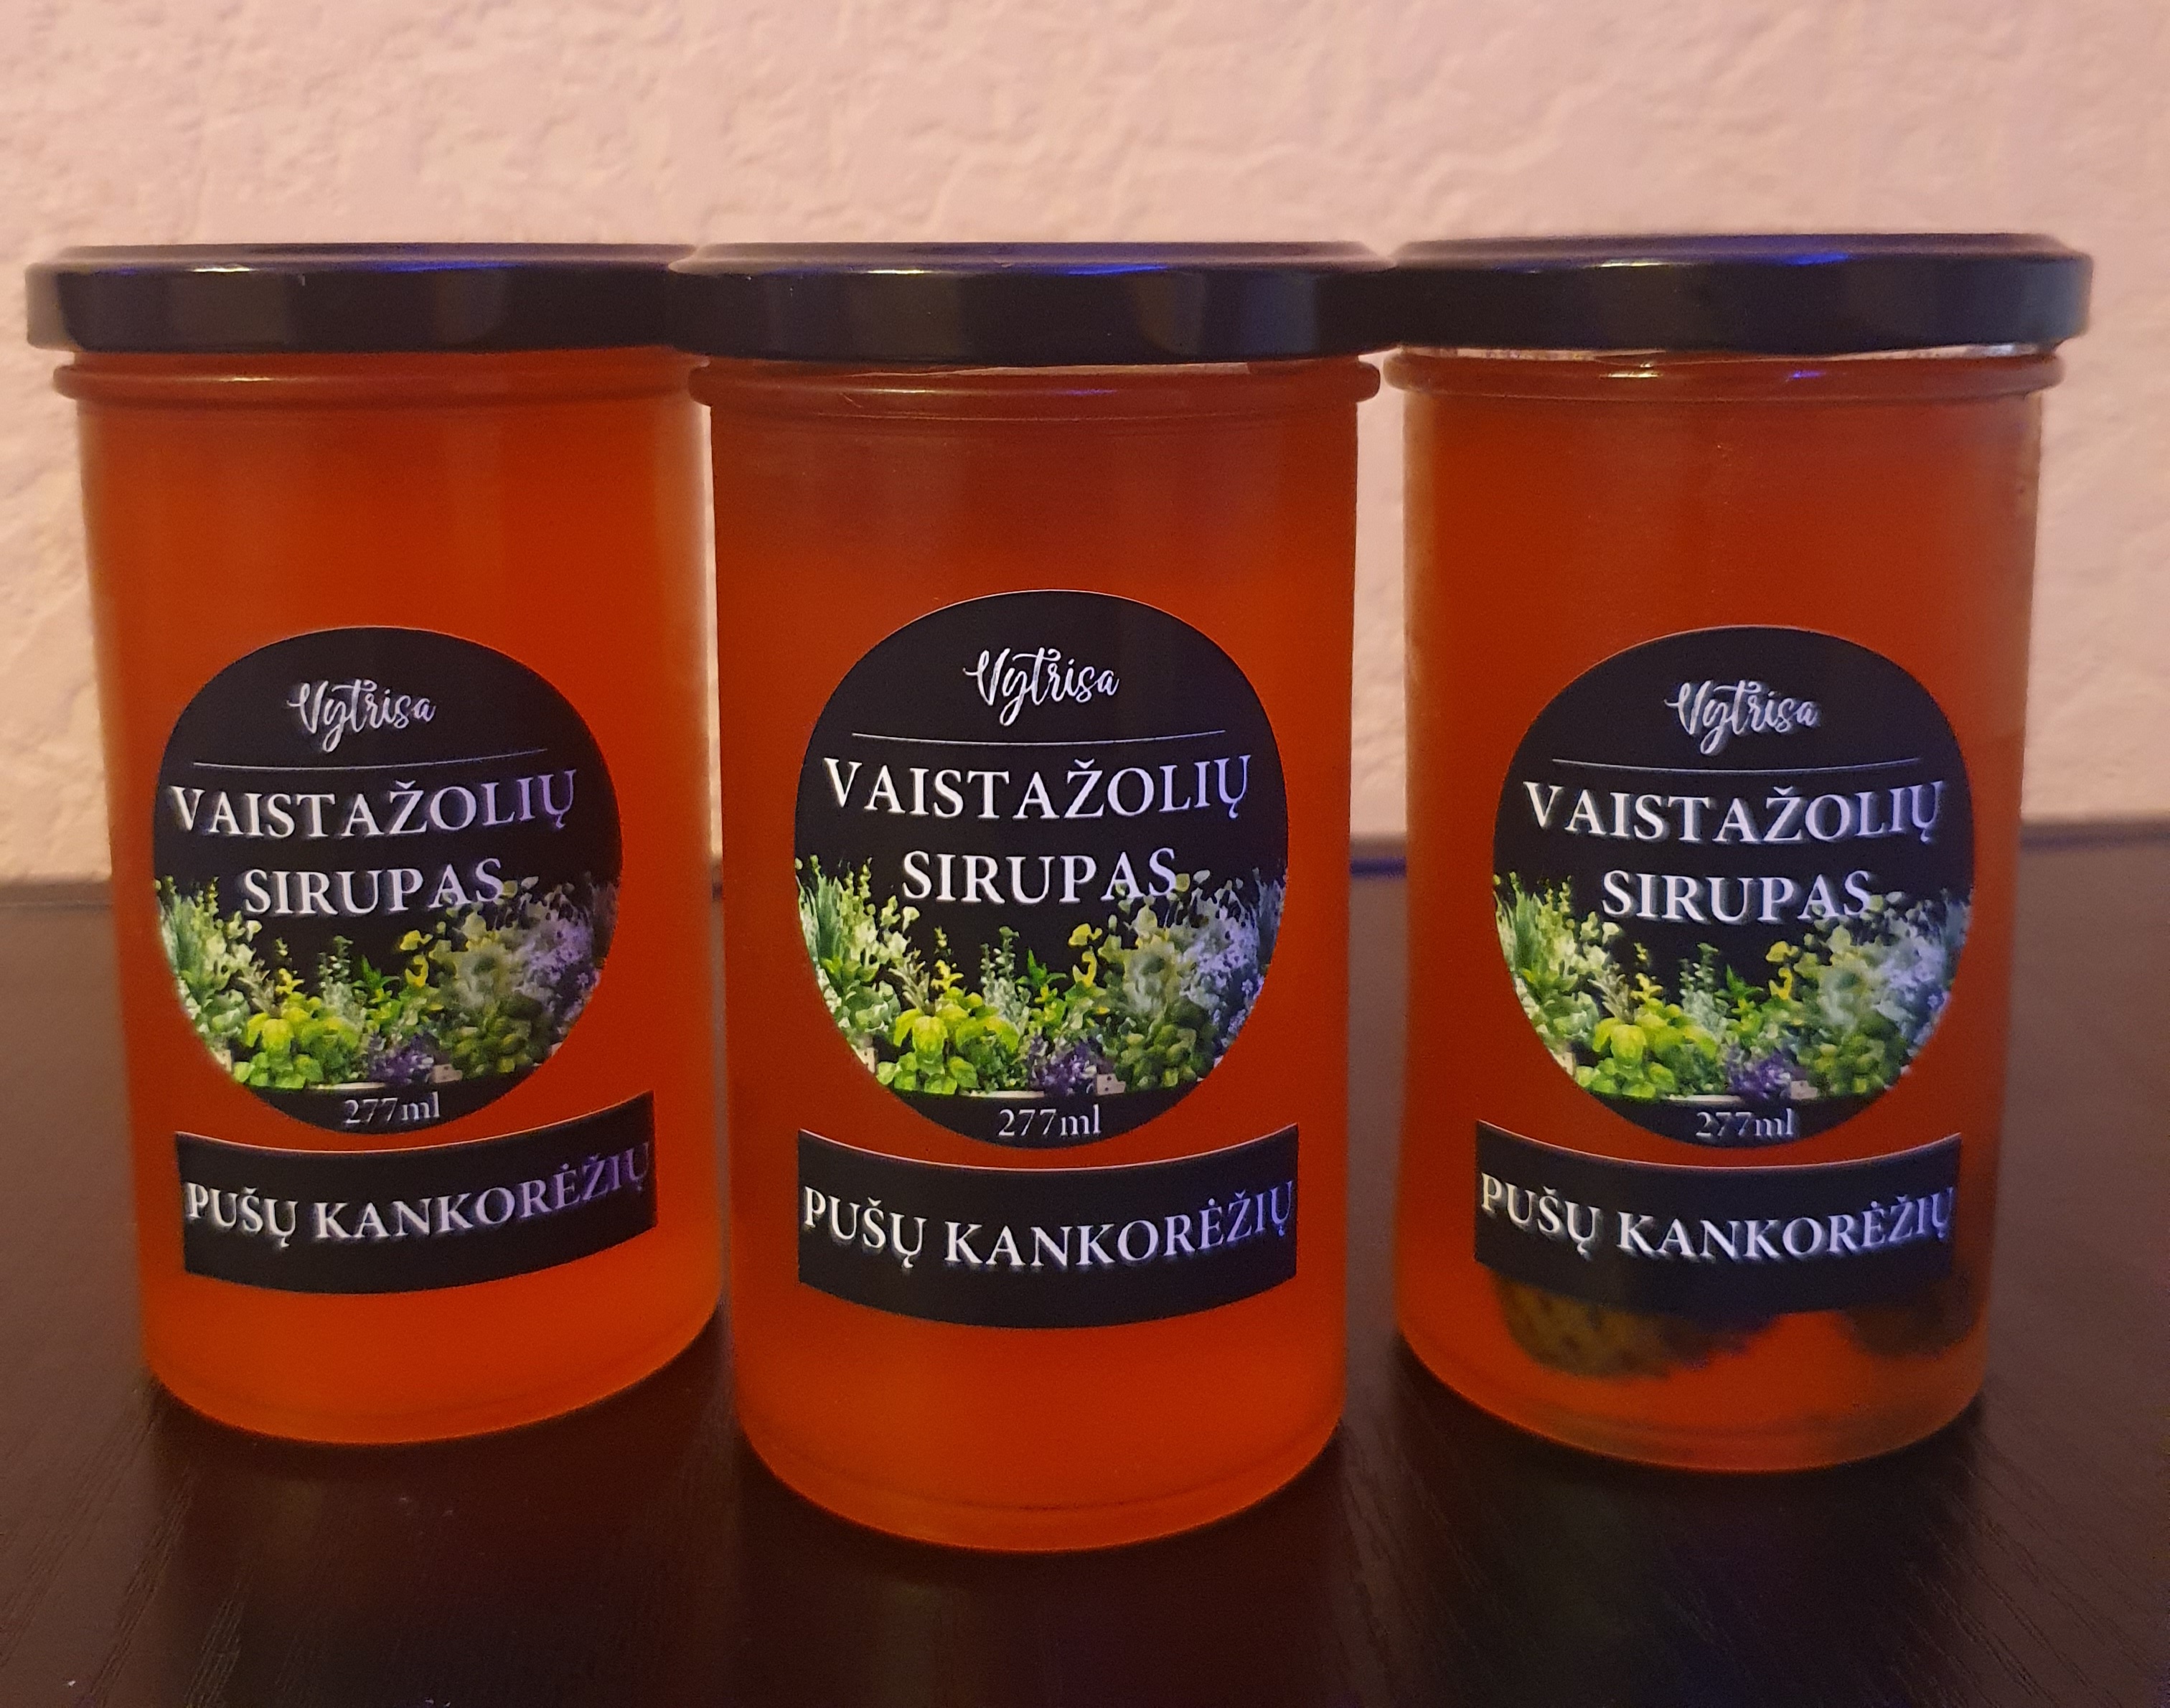 Vytrisa
VAISTAŽOLIŲ
SIRUPAS
277ml
PUŠŲ KANKORĖŽIŲ
Vytrisa
VAISTAŽOLIŲ
SIRUPAS
277ml
PUŠŲ KANKORĖŽIŲ
Vytrisa
VAISTAŽOLIŲ
SIRUPAS
277ml
PUŠŲ KANKORĖŽIŲ